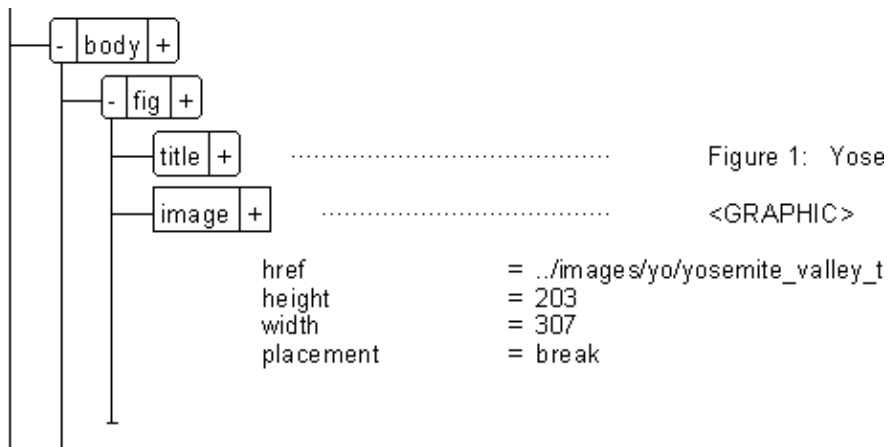 - body +
- fig +
title + Figure 1: Yose
image + <GRAPHIC>
href = ../images/yo/yosemite_valley_t
height = 203
width = 307
placement = break